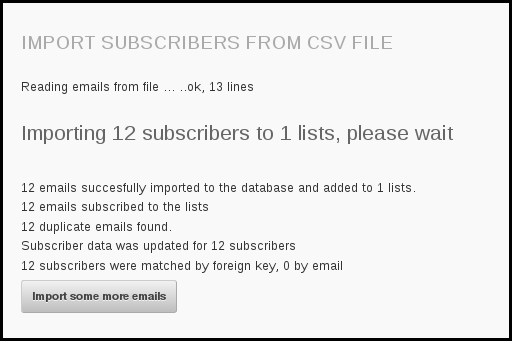 IMPORT SUBSCRIBERS FROM CSV FILE
Reading emails from file ... ..ok, 13 lines
Importing 12 subscribers to 1 lists, please wait
12 emails succesfully imported to the database and added to 1 lists.
12 emails subscribed to the lists
12 duplicate emails found.
Subscriber data was updated for 12 subscribers
12 subscribers were matched by foreign key, 0 by email
Import some more emails